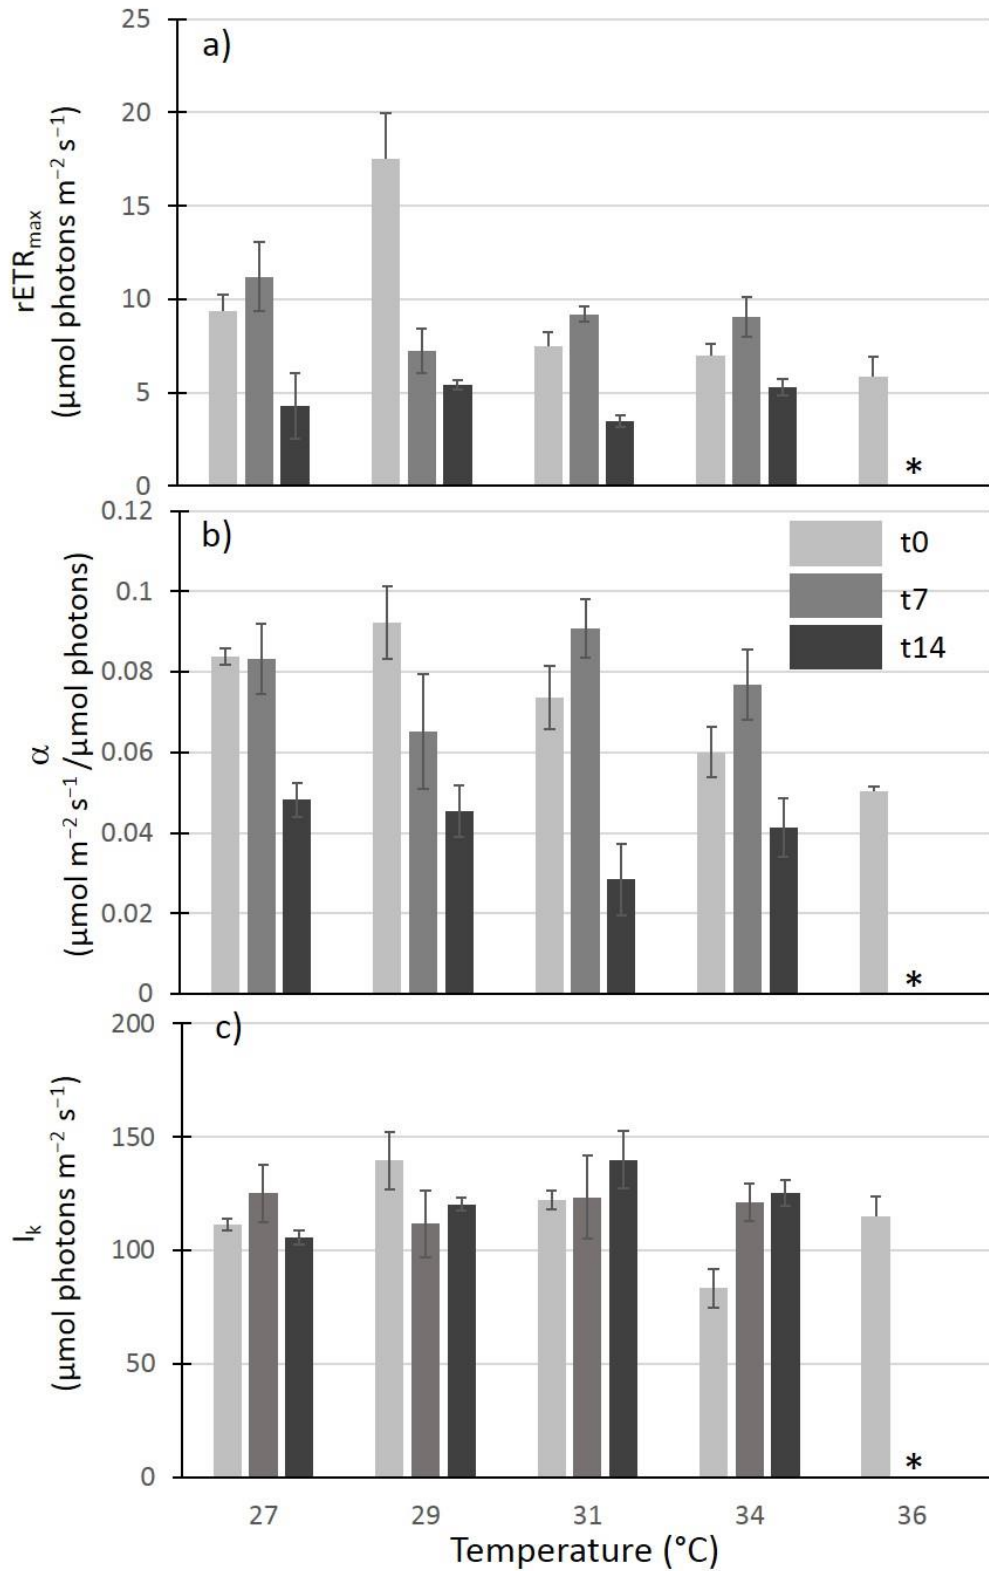 a)
25
20
15
10
5
0
rETRmax
(µmol photons m⁻² s⁻¹)
*
b)
0.12
0.1
0.08
0.06
0.04
0.02
0
α
(µmol m⁻² s⁻¹ /µmol photons)
t0
t7
t14
*
c)
200
150
100
50
0
Ik
(µmol photons m⁻² s⁻¹)
*
27 29 31 34 36
Temperature (°C)